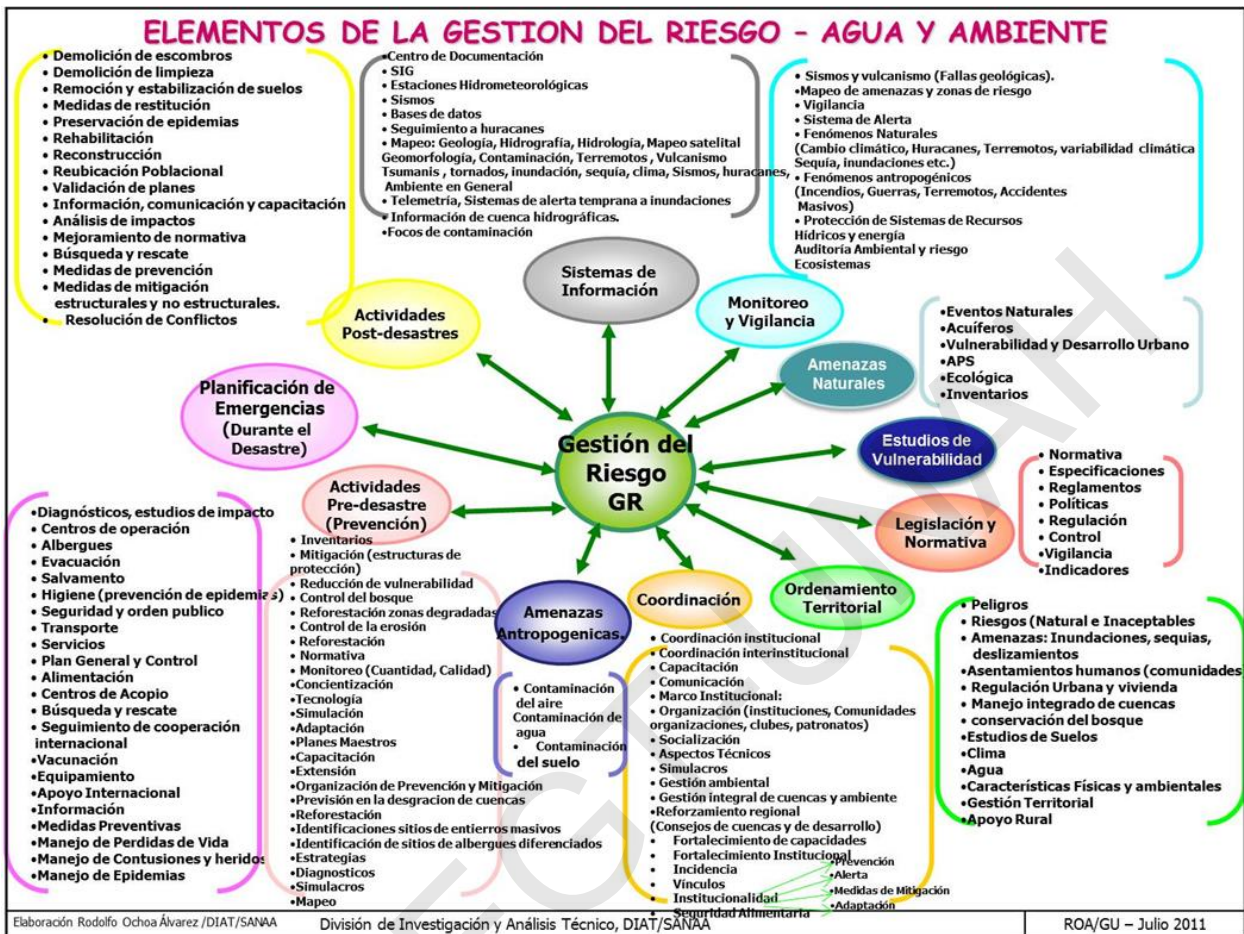 ELEMENTOS DE LA GESTION DEL RIESGO - AGUA Y AMBIENTE
• Demolición de escombros
• Demolición de limpieza
• Remoción y estabilización de suelos
• Medidas de restitución
• Preservación de epidemias
• Rehabilitación
• Reconstrucción
• Reubicación Poblacional
• Validación de planes
• Información, comunicación y capacitación
• Análisis de impactos
• Mejoramiento de normativa
• Búsqueda y rescate
• Medidas de prevención
• Medidas de mitigación
estructurales y no estructurales.
• Resolución de Conflictos
•Centro de Documentación
• SIG
• Estaciones Hidrometeorológicas
• Sismos
• Bases de datos
• Seguimiento a huracanes
• Mapeo: Geología, Hidrografía, Hidrología, Mapeo satelital
Geomorfología, Contaminación, Terremotos , Vulcanismo
Tsumanis , tornados, inundación, sequía, clima, Sismos, huracanes,
Ambiente en General
• Telemetría, Sistemas de alerta temprana a inundaciones
• Información de cuenca hidrográficas.
•Focos de contaminación
• Sismos y vulcanismo (Fallas geológicas).
•Mapeo de amenazas y zonas de riesgo
• Vigilancia
• Sistema de Alerta
• Fenómenos Naturales
(Cambio climático, Huracanes, Terremotos, variabilidad climática
Sequía, inundaciones etc.)
• Fenómenos antropogénicos
(Incendios, Guerras, Terremotos, Accidentes
Masivos)
• Protección de Sistemas de Recursos
Hídricos y energía
Auditoría Ambiental y riesgo
Ecosistemas
Actividades
Post-desastres
Sistemas de
Información
Monitoreo
y Vigilancia
Amenazas
Naturales
•Eventos Naturales
•Acuíferos
•Vulnerabilidad y Desarrollo Urbano
•APS
•Ecológica
•Inventarios
Planificación de
Emergencias
(Durante el
Desastre)
Gestión del
Riesgo
GR
Estudios de
Vulnerabilidad
Actividades
Pre-desastre
(Prevención)
Legislación y
Normativa
• Normativa
• Especificaciones
• Reglamentos
• Políticas
• Regulación
• Control
•Vigilancia
•Indicadores
Amenazas
Antropogenicas.
Coordinación
Ordenamiento
Territorial
•Diagnósticos, estudios de impacto
• Centros de operación
• Albergues
• Evacuación
• Salvamento
• Higiene (prevención de epidemias)
• Seguridad y orden publico
• Transporte
• Servicios
• Plan General y Control
• Alimentación
• Centros de Acopio
• Búsqueda y rescate
• Seguimiento de cooperación
internacional
•Vacunación
•Equipamiento
•Apoyo Internacional
•Información
•Medidas Preventivas
•Manejo de Perdidas de Vida
•Manejo de Contusiones y heridos
•Manejo de Epidemias
• Inventarios
• Mitigación (estructuras de
protección)
• Reducción de vulnerabilidad
• Control del bosque
• Reforestación zonas degradadas
• Control de la erosión
• Reforestación
• Normativa
• Monitoreo (Cuantidad, Calidad)
•Concientización
•Tecnología
•Simulación
•Adaptación
•Planes Maestros
•Capacitación
•Extensión
•Organización de Prevención y Mitigación
•Previsión en la desgracion de cuencas
•Reforestación
•Identificaciones sitios de entierros masivos
•Identificación de sitios de albergues diferenciados
•Estrategias
•Diagnosticos
•Simulacros
•Mapeo
• Contaminación
del aire
Contaminación de
agua
• Contaminación
del suelo
• Coordinación institucional
• Coordinación interinstitucional
• Capacitación
• Comunicación
• Marco Institucional:
• Organización (instituciones, Comunidades
organizaciones, clubes, patronatos)
• Socialización
• Aspectos Técnicos
• Simulacros
• Gestión ambiental
• Gestión integral de cuencas y ambiente
•Reforzamiento regional
(Consejos de cuencas y de desarrollo)
• Fortalecimiento de capacidades
• Fortalecimiento Institucional
• Incidencia
• Vínculos
• Institucionalidad
• Seguridad Alimentaria
•Prevención
•Alerta
•Medidas de Mitigación
•Adaptación
• Peligros
• Riesgos (Natural e Inaceptables
• Amenazas: Inundaciones, sequias,
deslizamientos
•Asentamientos humanos (comunidades
• Regulación Urbana y vivienda
• Manejo integrado de cuencas
• conservación del bosque
•Estudios de Suelos
•Clima
•Agua
•Características Físicas y ambientales
•Gestión Territorial
•Apoyo Rural
Elaboración Rodolfo Ochoa Álvarez /DIAT/SANAA
División de Investigación y Análisis Técnico, DIAT/SANAA
ROA/GU – Julio 2011